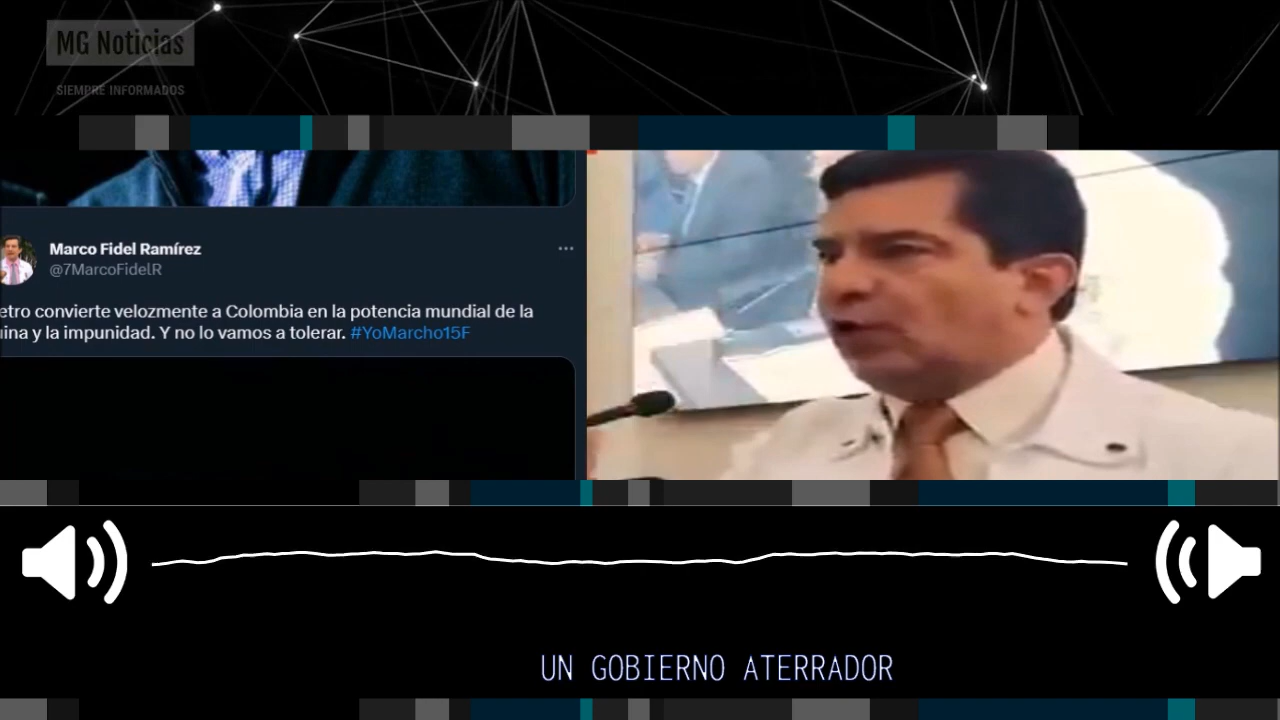 MG Noticias
SIEMPRE INFORMADOS
Marco Fidel Ramírez
@7MarcoFidelR
etro convierte velozmente a Colombia en la potencia mundial de la
ina y la impunidad. Y no lo vamos a tolerar. #YoMarcho15F
UN GOBIERNO ATERRADOR